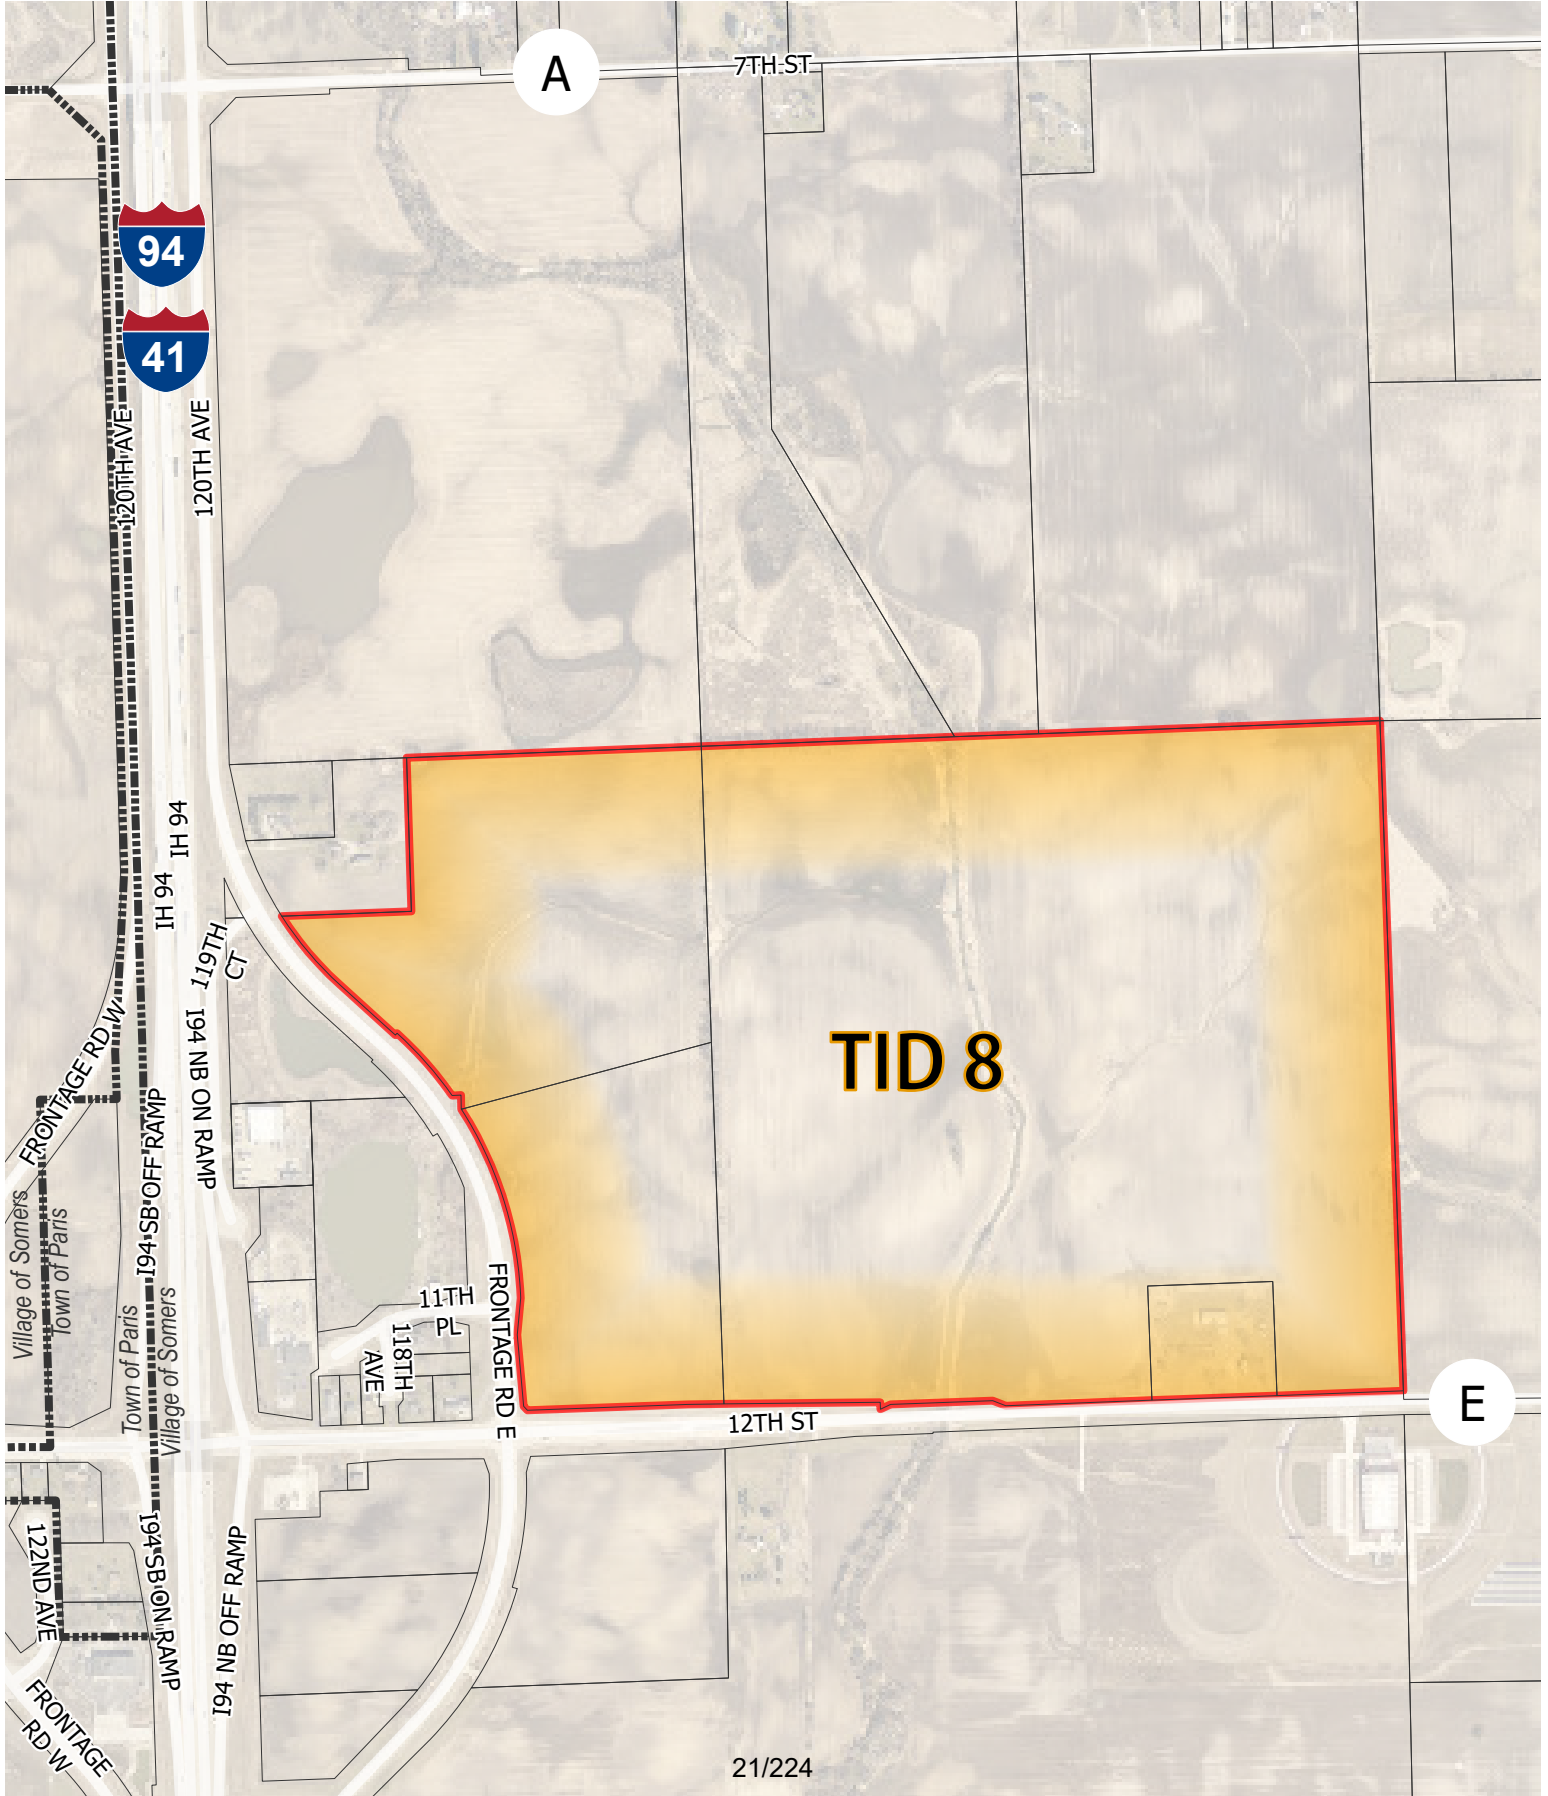 A
7TH ST
94
41
120TH AVE
120TH AVE
IH 94
IH 94
119TH
CT
FRONTAGE RD W
I94 NB ON RAMP
I94 SB OFF RAMP
TID 8
Village of Somers
Town of Paris
Town of Paris
Village of Somers
11TH
PL
118TH
AVE
FRONTAGE RD E
12TH ST
E
122ND AVE
I94 SB ON RAMP
I94 NB OFF RAMP
FRONTAGE
RD W
21/224